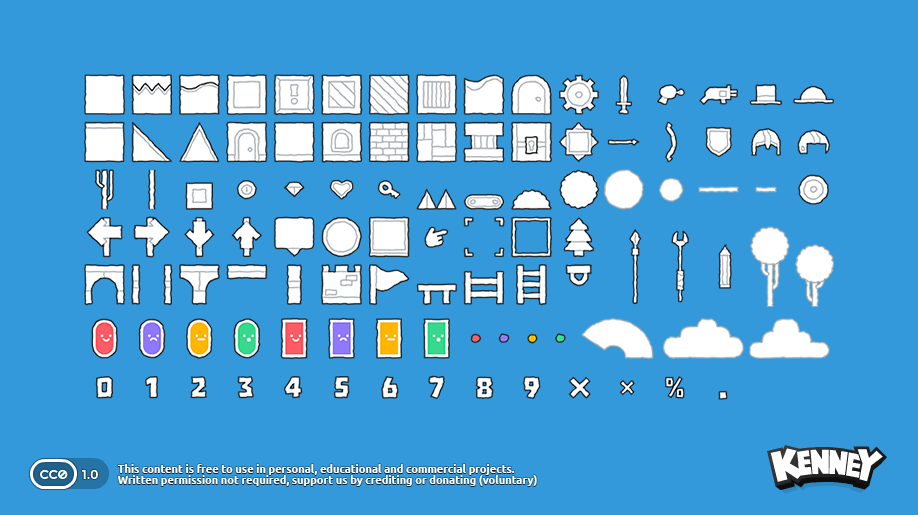 0 1 2 3 4 5 6 7 8 9 × × % .
CC0 1.0
This content is free to use in personal, educational and commercial projects.
Written permission not required, support us by crediting or donating (voluntary)
KENNEY